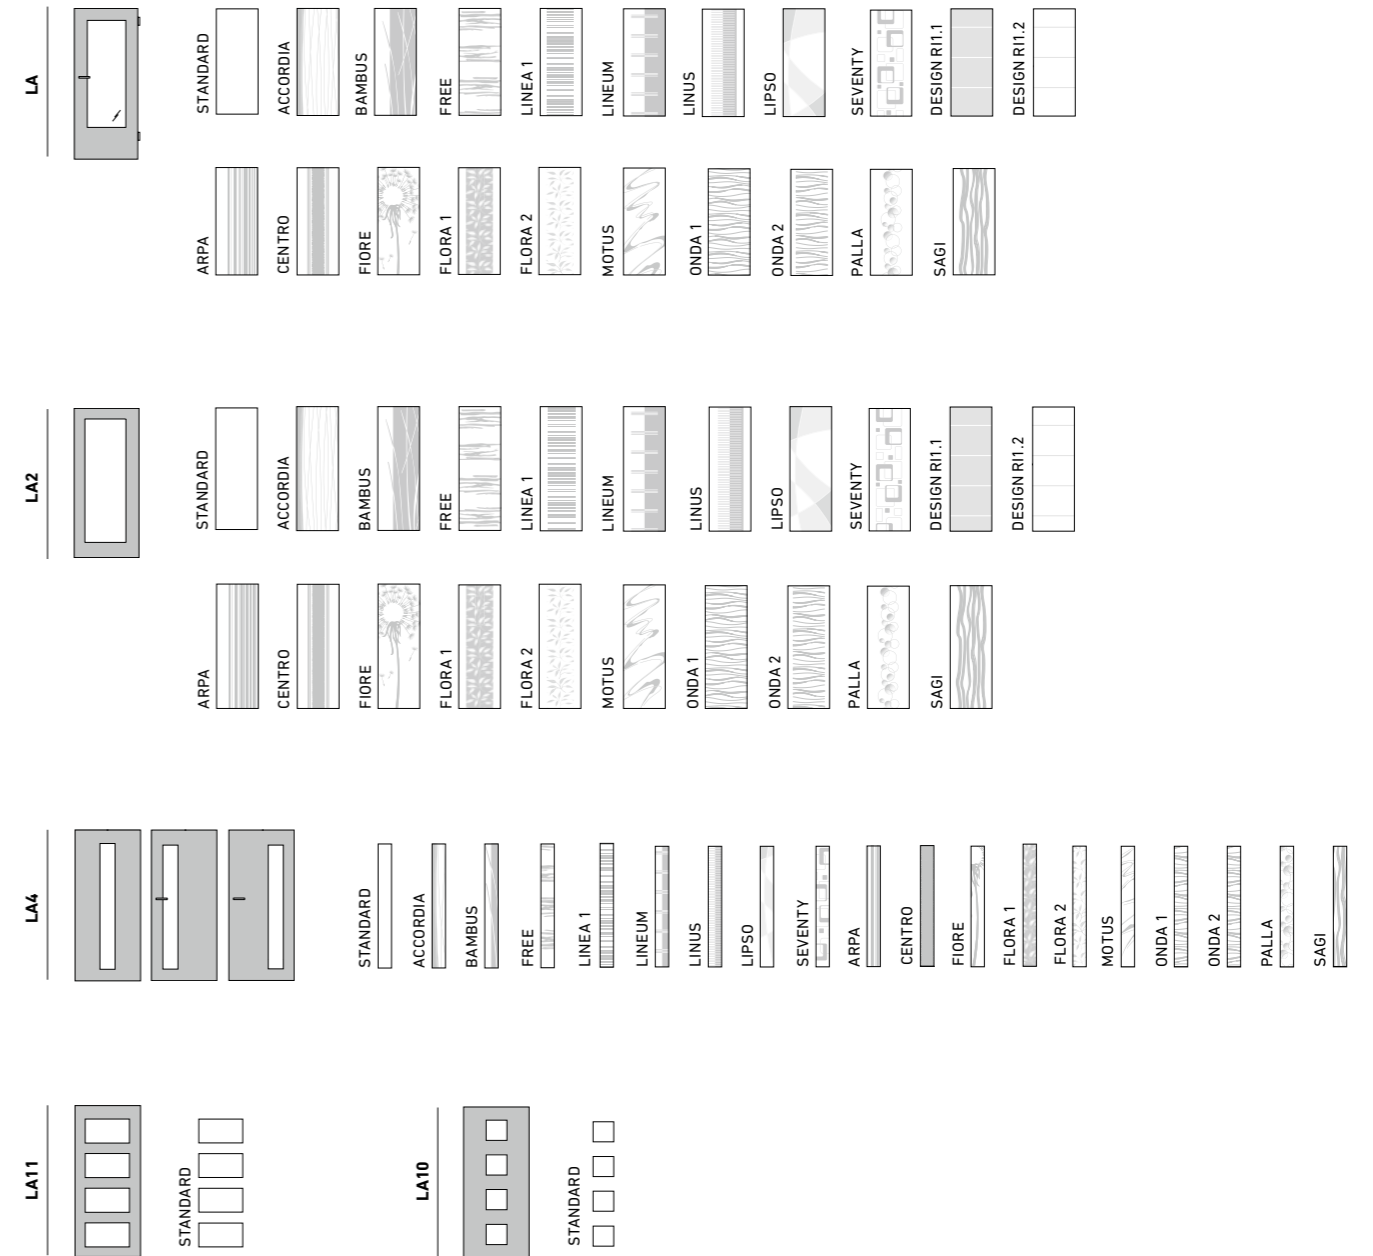 LA
STANDARD
ACCORDIA
BAMBUS
FREE
LINEA 1
LINEUM
LINUS
LIPSO
SEVENTY
DESIGN RI1.1
DESIGN RI1.2
ARPA
CENTRO
FIORE
FLORA 1
FLORA 2
MOTUS
ONDA 1
ONDA 2
PALLA
SAGI
LA2
STANDARD
ACCORDIA
BAMBUS
FREE
LINEA 1
LINEUM
LINUS
LIPSO
SEVENTY
DESIGN RI1.1
DESIGN RI1.2
ARPA
CENTRO
FIORE
FLORA 1
FLORA 2
MOTUS
ONDA 1
ONDA 2
PALLA
SAGI
LA4
STANDARD
ACCORDIA
BAMBUS
FREE
LINEA 1
LINEUM
LINUS
LIPSO
SEVENTY
ARPA
CENTRO
FIORE
FLORA 1
FLORA 2
MOTUS
ONDA 1
ONDA 2
PALLA
SAGI
LA11
STANDARD
LA10
STANDARD